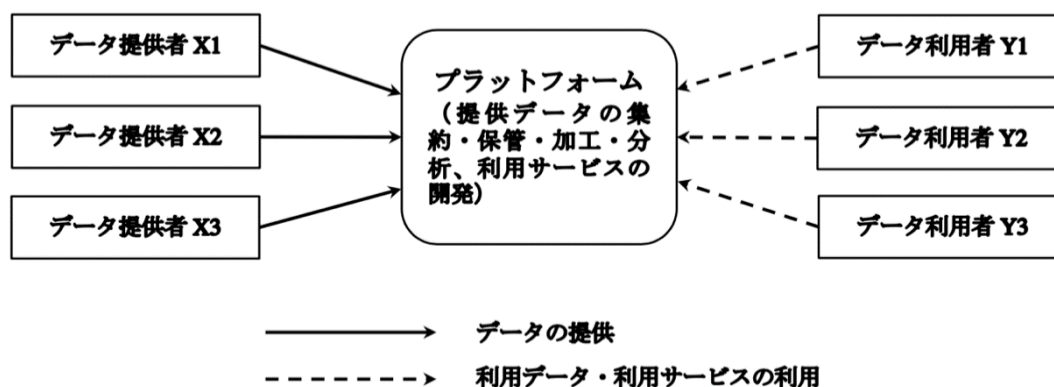 データ提供者 X1
データ提供者 X2
データ提供者 X3
プラットフォーム
(提供データの集
約・保管・加工・分
析、利用サービスの
開発)
データ利用者 Y1
データ利用者 Y2
データ利用者 Y3
データの提供
利用データ・利用サービスの利用